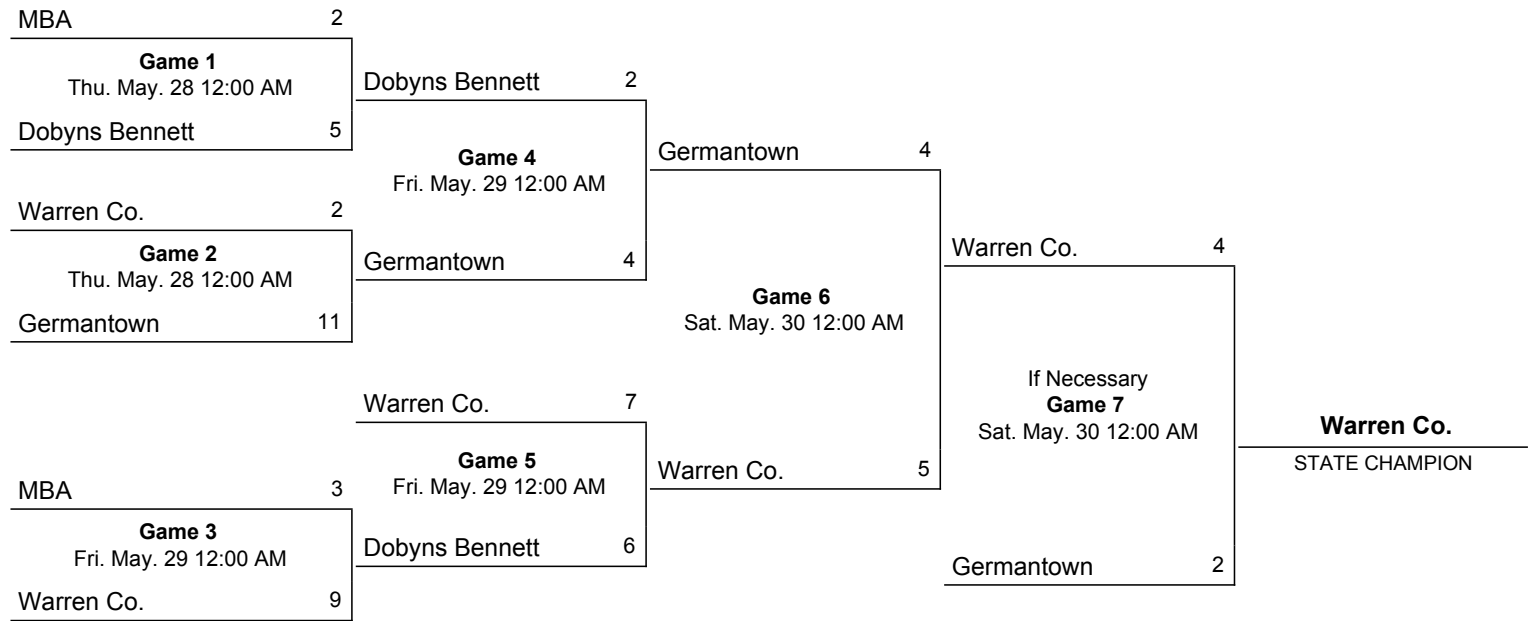 MBA 2
Game 1
Thu. May. 28 12:00 AM
Dobyns Bennett 5
Warren Co. 2
Game 2
Thu. May. 28 12:00 AM
Germantown 11
MBA 3
Game 3
Fri. May. 29 12:00 AM
Warren Co. 9
Dobyns Bennett 2
Game 4
Fri. May. 29 12:00 AM
Germantown 4
Warren Co. 7
Game 5
Fri. May. 29 12:00 AM
Dobyns Bennett 6
Germantown 4
Game 6
Sat. May. 30 12:00 AM
Warren Co. 5
Warren Co. 4
If Necessary
Game 7
Sat. May. 30 12:00 AM
Germantown 2
Warren Co.
STATE CHAMPION